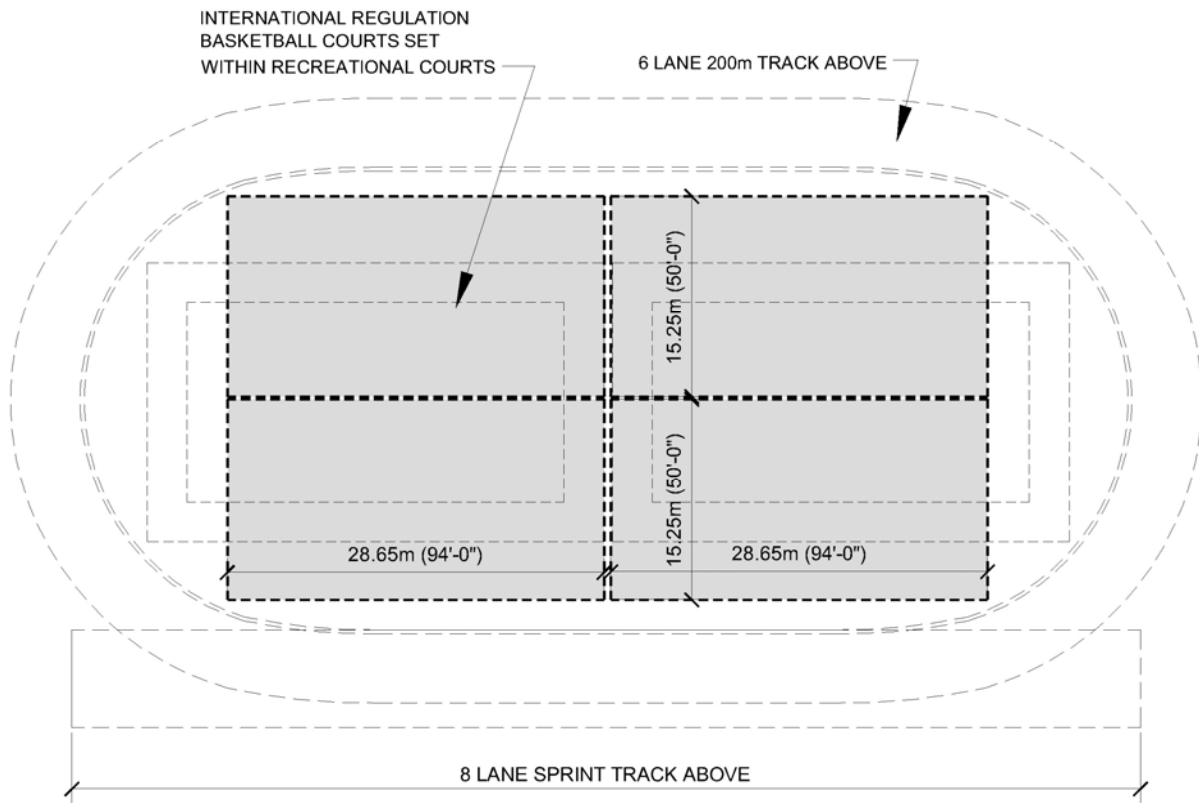 INTERNATIONAL REGULATION
BASKETBALL COURTS SET
WITHIN RECREATIONAL COURTS
6 LANE 200m TRACK ABOVE
15.25m (50'-0")
15.25m (50'-0")
28.65m (94'-0")
28.65m (94'-0")
8 LANE SPRINT TRACK ABOVE